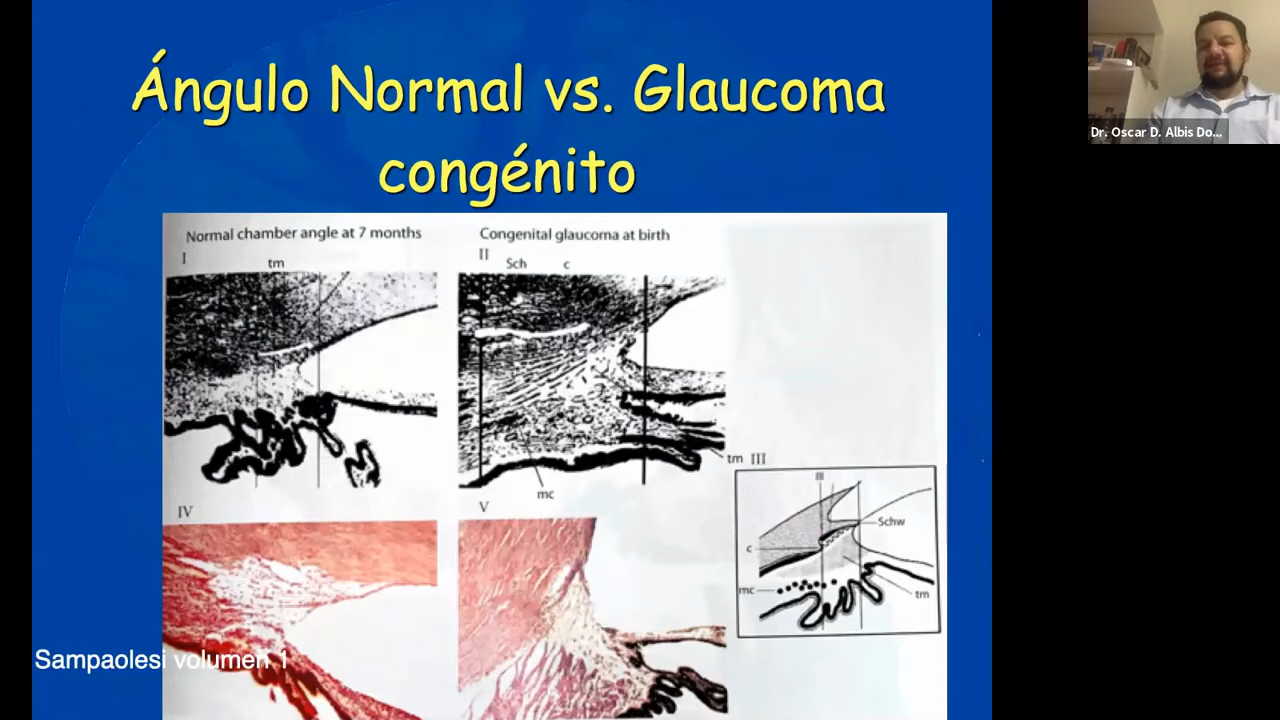 Ángulo Normal vs. Glaucoma
congénito
Dr. Oscar D. Albis Do...
Normal chamber angle at 7 months
Congenital glaucoma at birth
I
tm
II
Sch c
mc
tm III
III
Schw
c
mc
tm
IV
V
Sampaolesi volumen 1